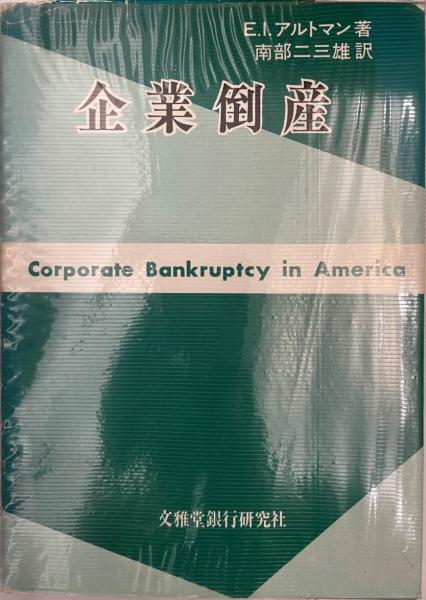 E.I.アルトマン著
南部二三雄訳
企業倒産
Corporate Bankruptcy in America
文雅堂銀行研究社